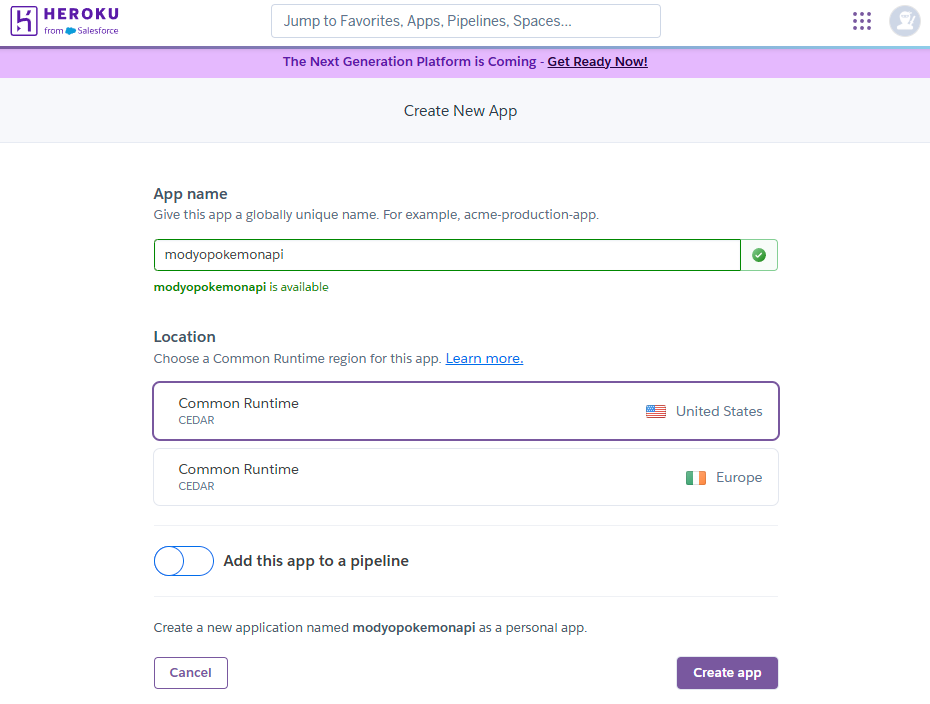 HEROKU
from Salesforce
Jump to Favorites, Apps, Pipelines, Spaces...
The Next Generation Platform is Coming - Get Ready Now!
Create New App
App name
Give this app a globally unique name. For example, acme-production-app.
modyopokemonapi
modyopokemonapi is available
Location
Choose a Common Runtime region for this app. Learn more.
Common Runtime
CEDAR
United States
Common Runtime
CEDAR
Europe
Add this app to a pipeline
Create a new application named modyopokemonapi as a personal app.
Cancel
Create app